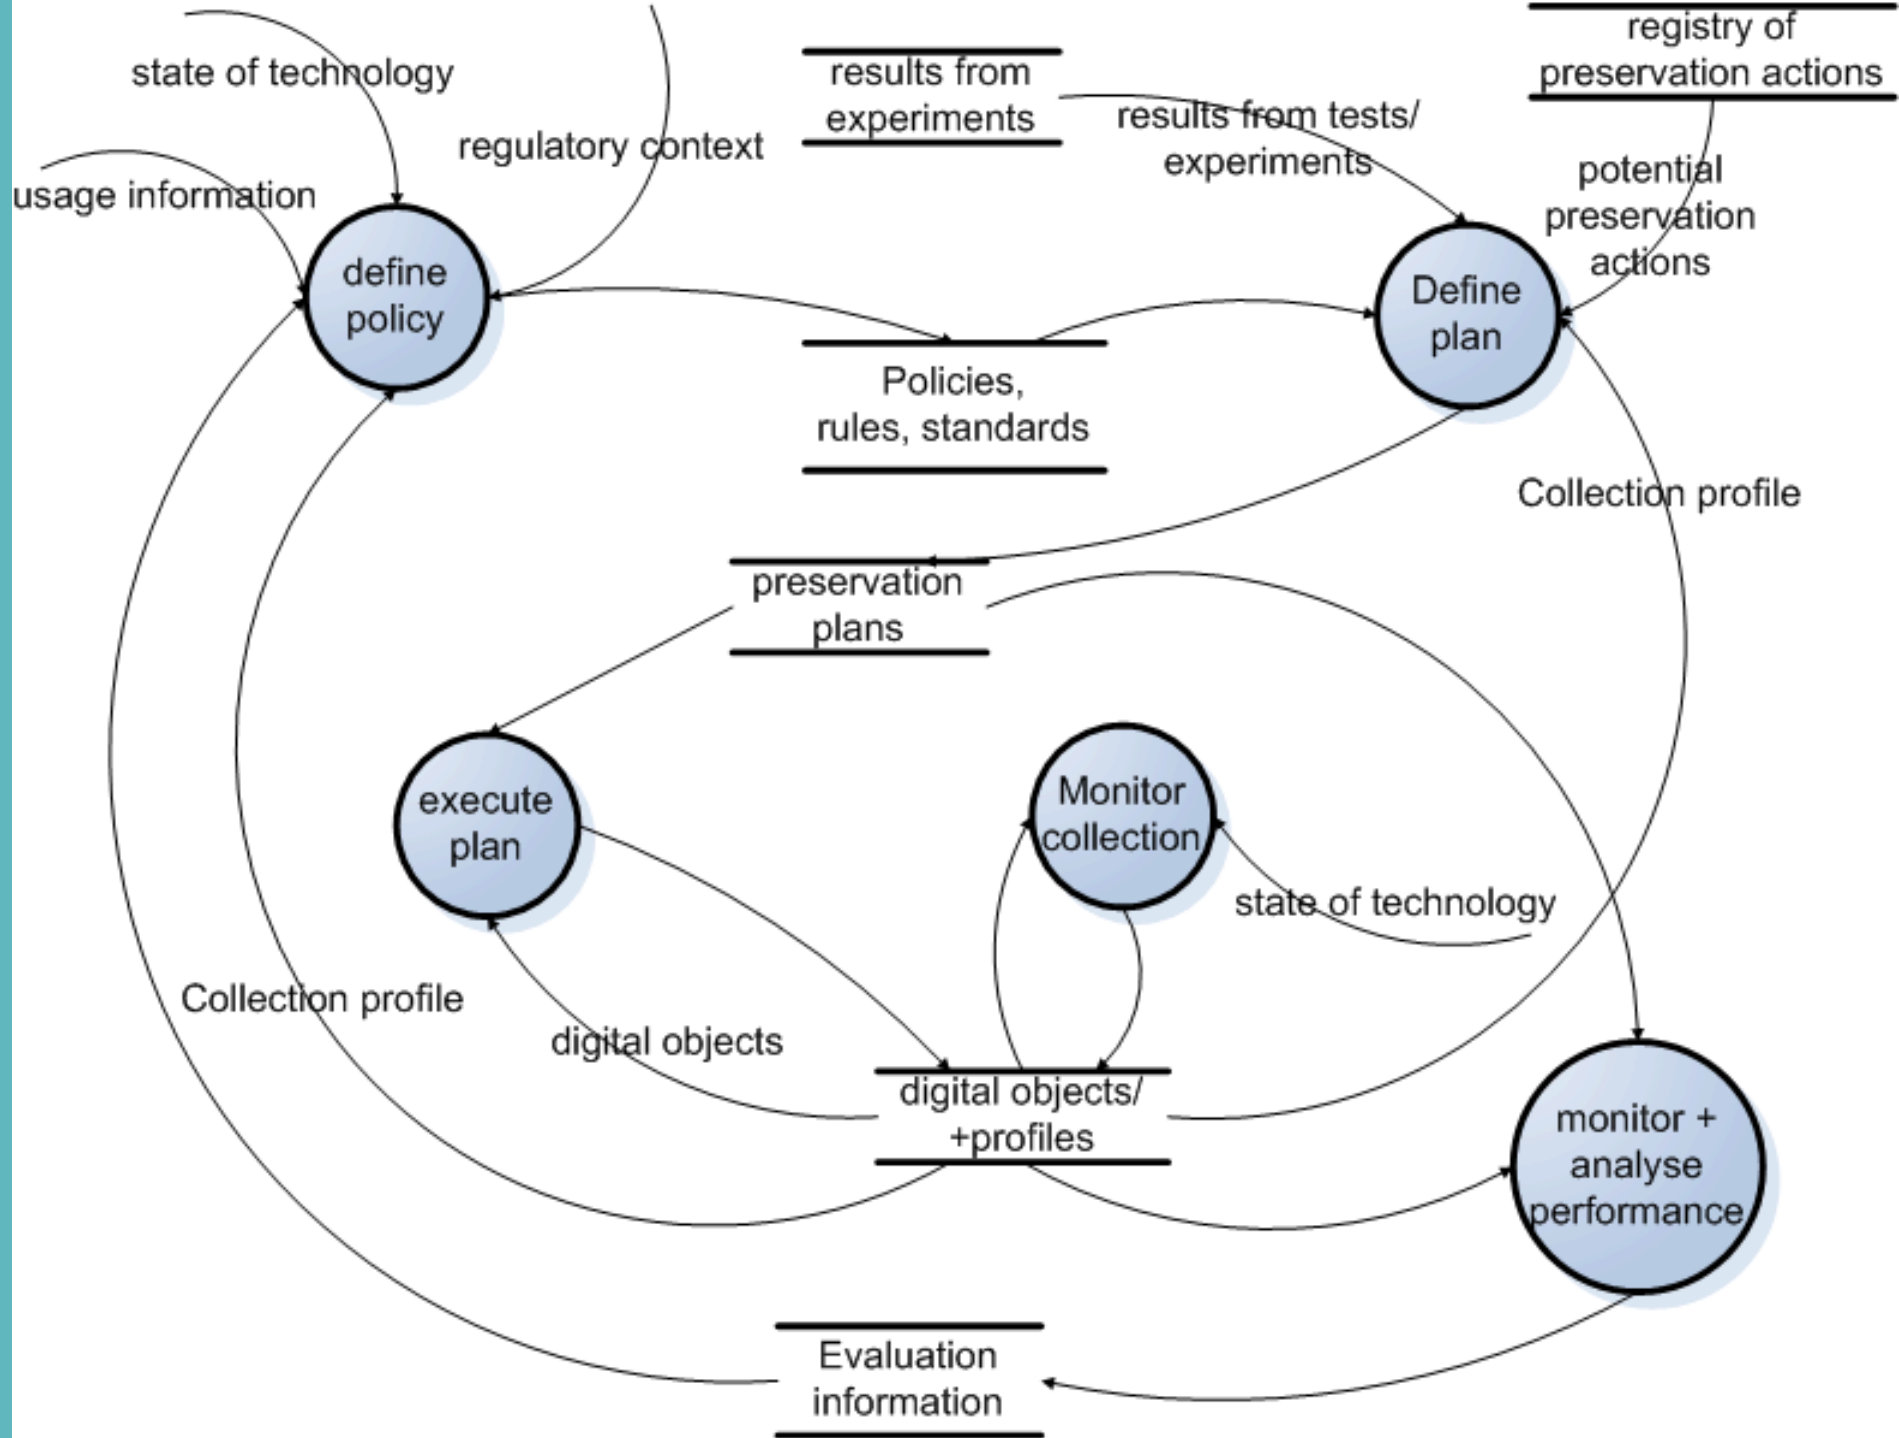 state of technology
usage information
regulatory context
results from
experiments
results from tests/
experiments
registry of
preservation actions
potential
preservation
actions
define
policy
Define
plan
Policies,
rules, standards
Collection profile
preservation
plans
execute
plan
Monitor
collection
state of technology
Collection profile
digital objects
digital objects/
+profiles
monitor +
analyse
performance
Evaluation
information